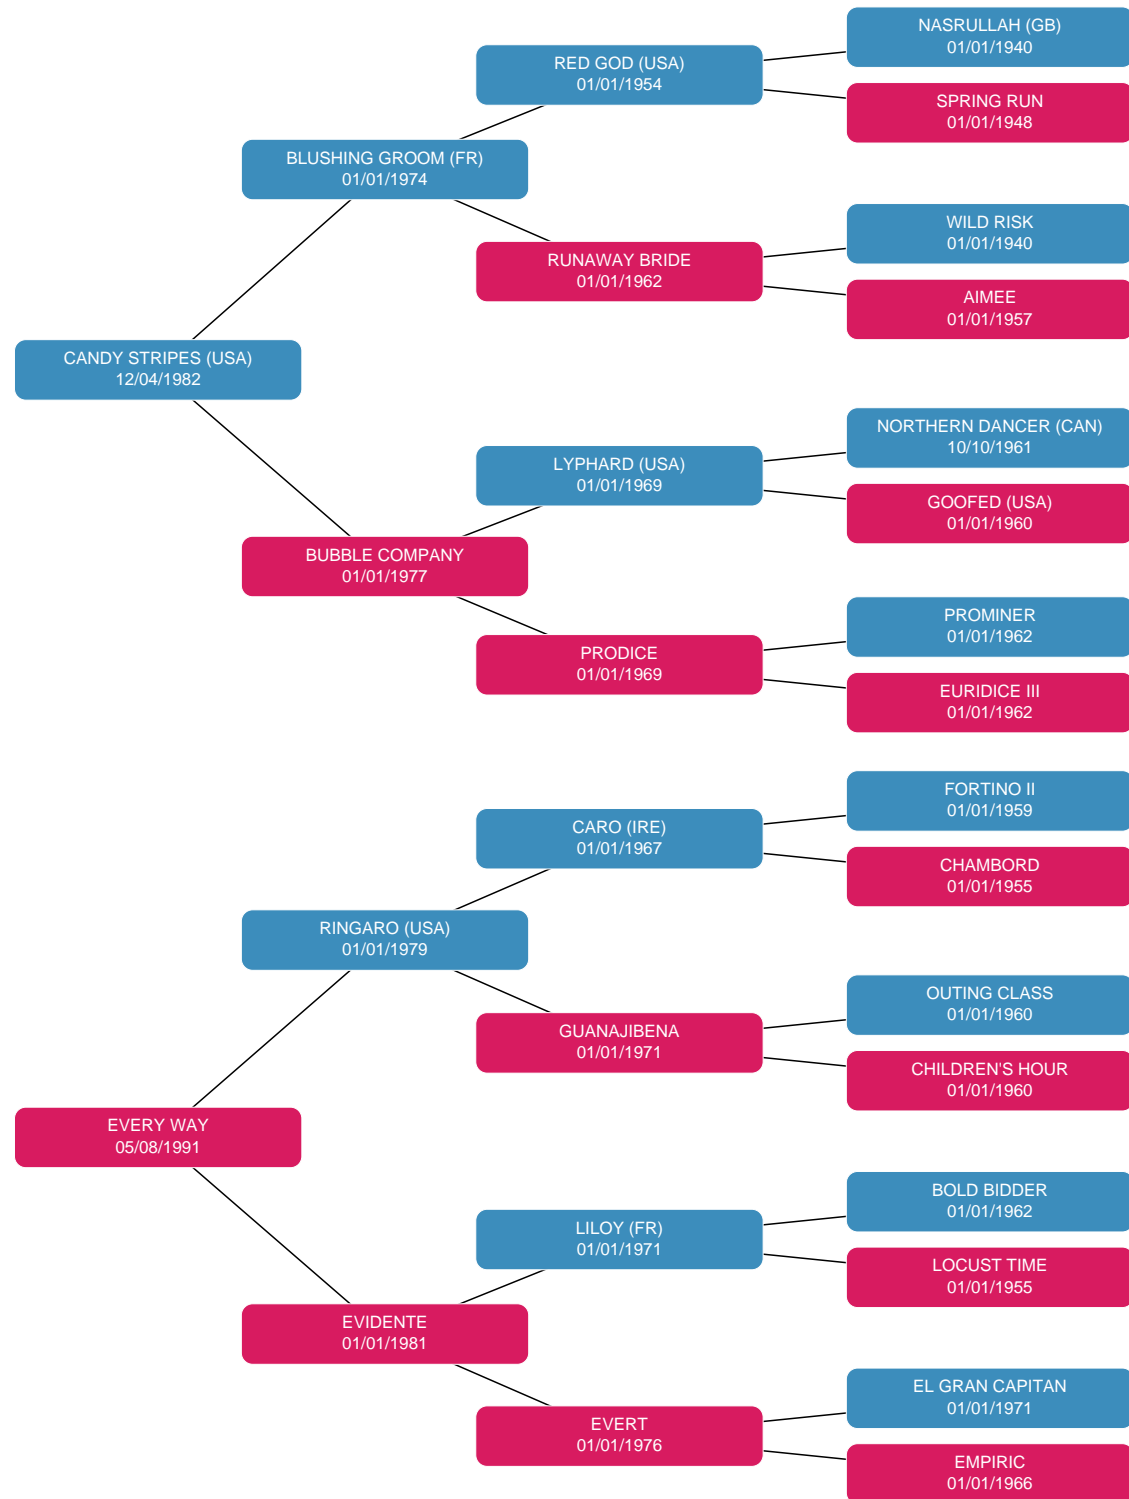 NASRULLAH (GB)
01/01/1940
RED GOD (USA)
01/01/1954
SPRING RUN
01/01/1948
BLUSHING GROOM (FR)
01/01/1974
WILD RISK
01/01/1940
RUNAWAY BRIDE
01/01/1962
AIMEE
01/01/1957
CANDY STRIPES (USA)
12/04/1982
NORTHERN DANCER (CAN)
10/10/1961
LYPHARD (USA)
01/01/1969
GOOFED (USA)
01/01/1960
BUBBLE COMPANY
01/01/1977
PROMINER
01/01/1962
PRODICE
01/01/1969
EURIDICE III
01/01/1962
FORTINO II
01/01/1959
CARO (IRE)
01/01/1967
CHAMBORD
01/01/1955
RINGARO (USA)
01/01/1979
OUTING CLASS
01/01/1960
GUANAJIBENA
01/01/1971
CHILDREN'S HOUR
01/01/1960
EVERY WAY
05/08/1991
BOLD BIDDER
01/01/1962
LILOY (FR)
01/01/1971
LOCUST TIME
01/01/1955
EVIDENTE
01/01/1981
EL GRAN CAPITAN
01/01/1971
EVERT
01/01/1976
EMPIRIC
01/01/1966